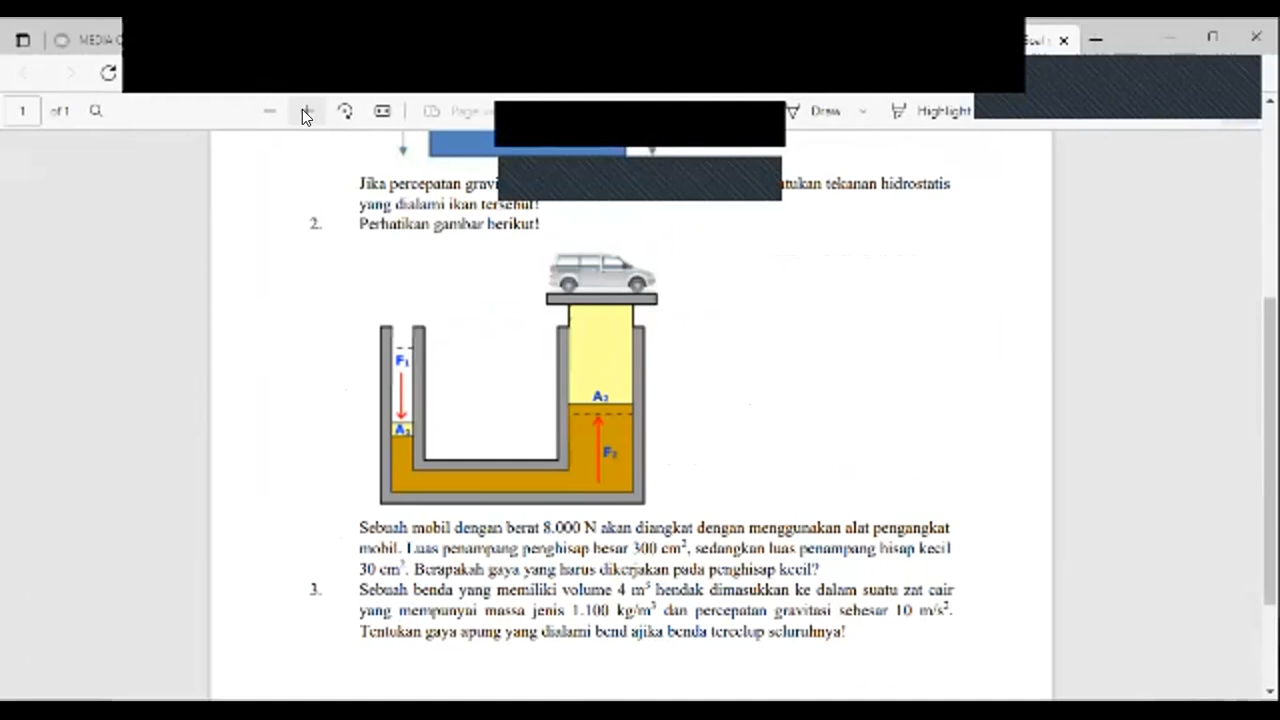 MEDIA
1 of 1
Draw
Highlight
Jika percepatan gravi tukan tekanan hidrostatis
yang dialami ikan tersebut!
2. Perhatikan gambar berikut!
F₁
A₁
A₂
F₂
Sebuah mobil dengan berat 8.000 N akan diangkat dengan menggunakan alat pengangkat
mobil. Luas penampang penghisap besar 300 cm², sedangkan luas penampang hisap kecil
30 cm². Berapakah gaya yang harus dikerjakan pada penghisap kecil?
3. Sebuah benda yang memiliki volume 4 m³ hendak dimasukkan ke dalam suatu zat cair
yang mempunyai massa jenis 1.100 kg/m³ dan percepatan gravitasi sebesar 10 m/s².
Tentukan gaya apung yang dialami bend ajika benda tercelup seluruhnya!